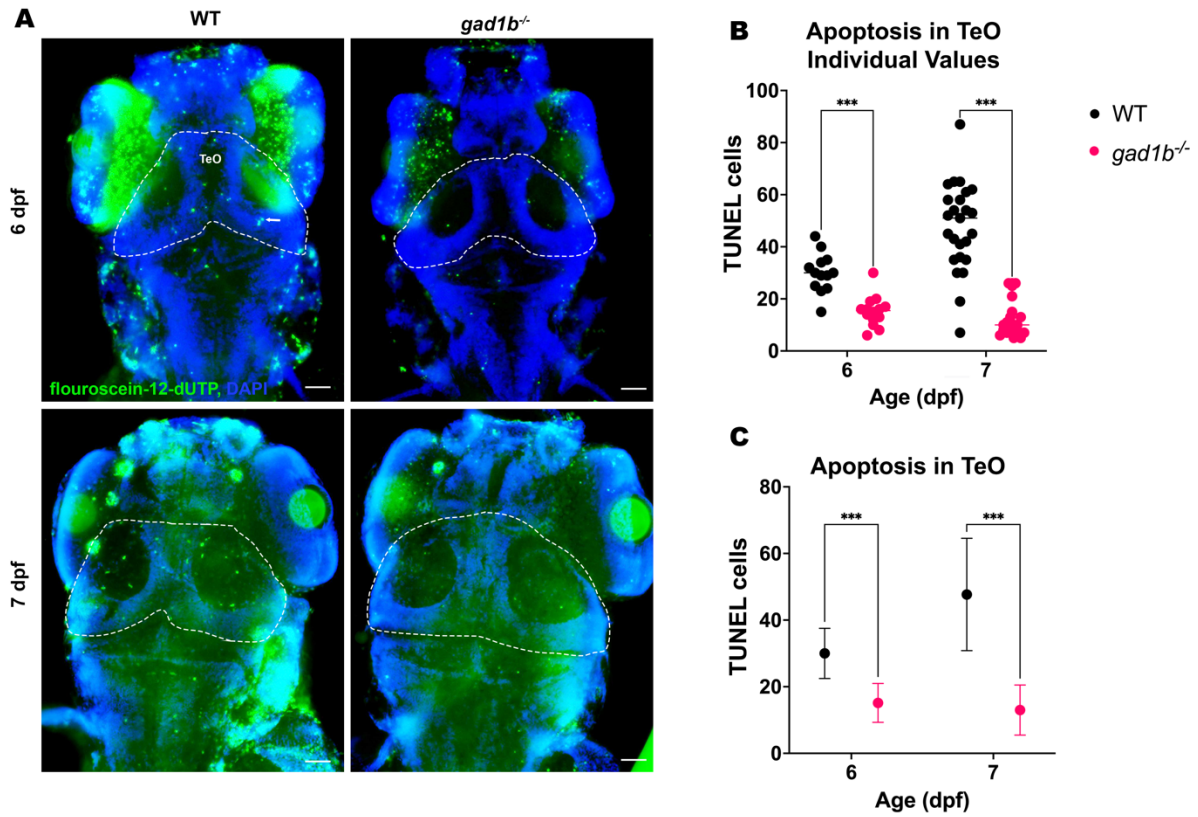 A
WT
gad1b-/-
6 dpf
TeO
flouroscein-12-dUTP, DAPI
7 dpf
B
Apoptosis in TeO
Individual Values
TUNEL cells
100
80
60
40
20
0
***
***
6
7
Age (dpf)
WT
gad1b-/-
C
Apoptosis in TeO
TUNEL cells
80
60
40
20
0
***
***
6
7
Age (dpf)